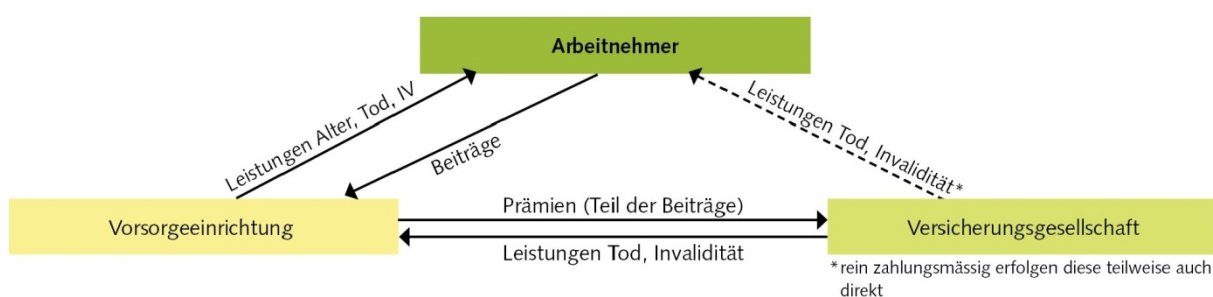 Arbeitnehmer
Leistungen Alter, Tod, IV
Beiträge
Leistungen Tod, Invalidität*
Vorsorgeeinrichtung
Prämien (Teil der Beiträge)
Leistungen Tod, Invalidität
Versicherungsgesellschaft
*rein zahlungsmässig erfolgen diese teilweise auch
direkt